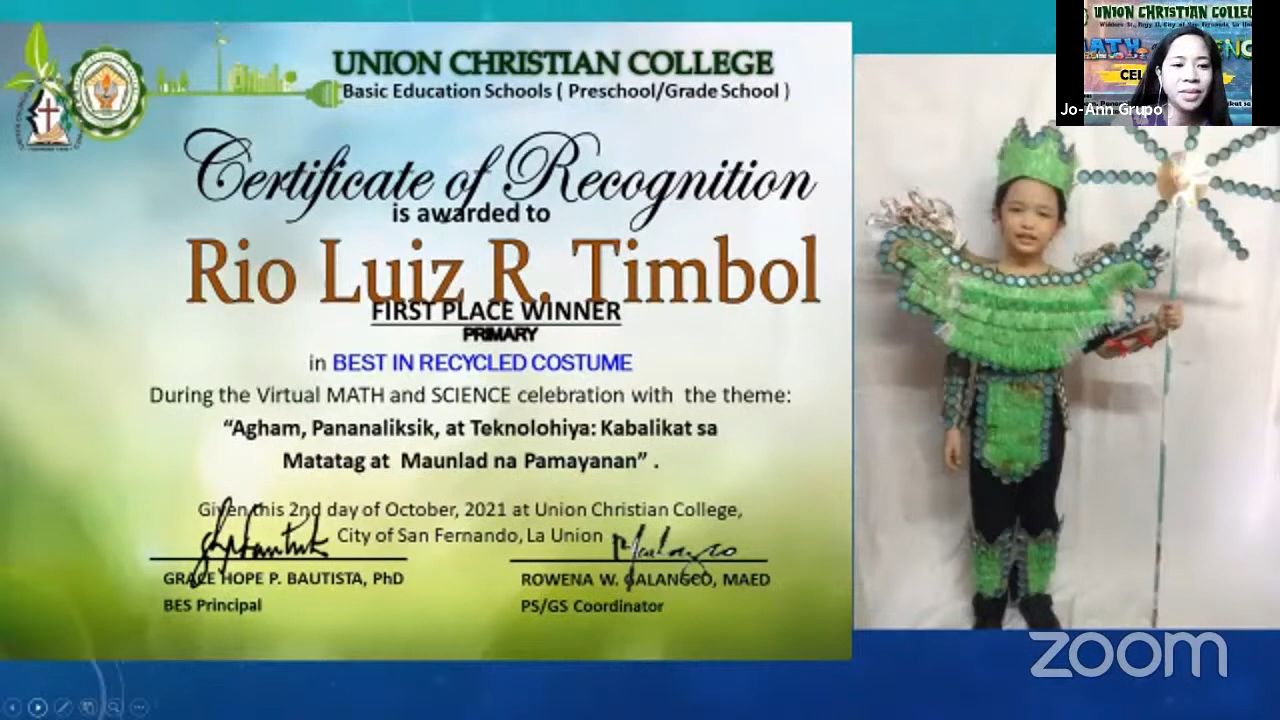 UNION CHRISTIAN COLLEGE
Basic Education Schools ( Preschool/Grade School )
Certificate of Recognition
is awarded to
Rio Luiz R. Timbol
FIRST PLACE WINNER
PRIMARY
in BEST IN RECYCLED COSTUME
During the Virtual MATH and SCIENCE celebration with the theme:
“Agham, Pananaliksik, at Teknolohiya: Kabalikat sa
Matatag at Maunlad na Pamayanan” .
Given this 2nd day of October, 2021 at Union Christian College,
City of San Fernando, La Union
GRACE HOPE P. BAUTISTA, PhD
BES Principal
ROWENA W. GALANGCO, MAED
PS/GS Coordinator
UNION CHRISTIAN
Jo-Ann Grupo
zoom